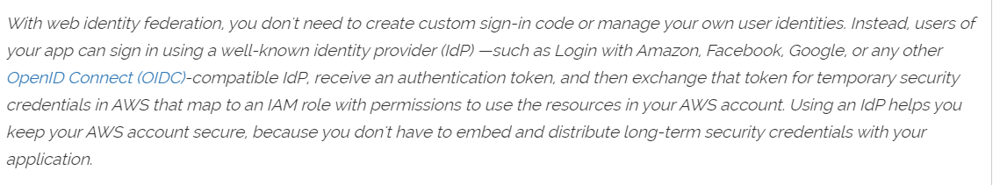 With web identity federation, you don't need to create custom sign-in code or manage your own user identities. Instead, users of
your app can sign in using a well-known identity provider (IdP) —such as Login with Amazon, Facebook, Google, or any other
OpenID Connect (OIDC)-compatible IdP, receive an authentication token, and then exchange that token for temporary security
credentials in AWS that map to an IAM role with permissions to use the resources in your AWS account. Using an IdP helps you
keep your AWS account secure, because you don't have to embed and distribute long-term security credentials with your
application.